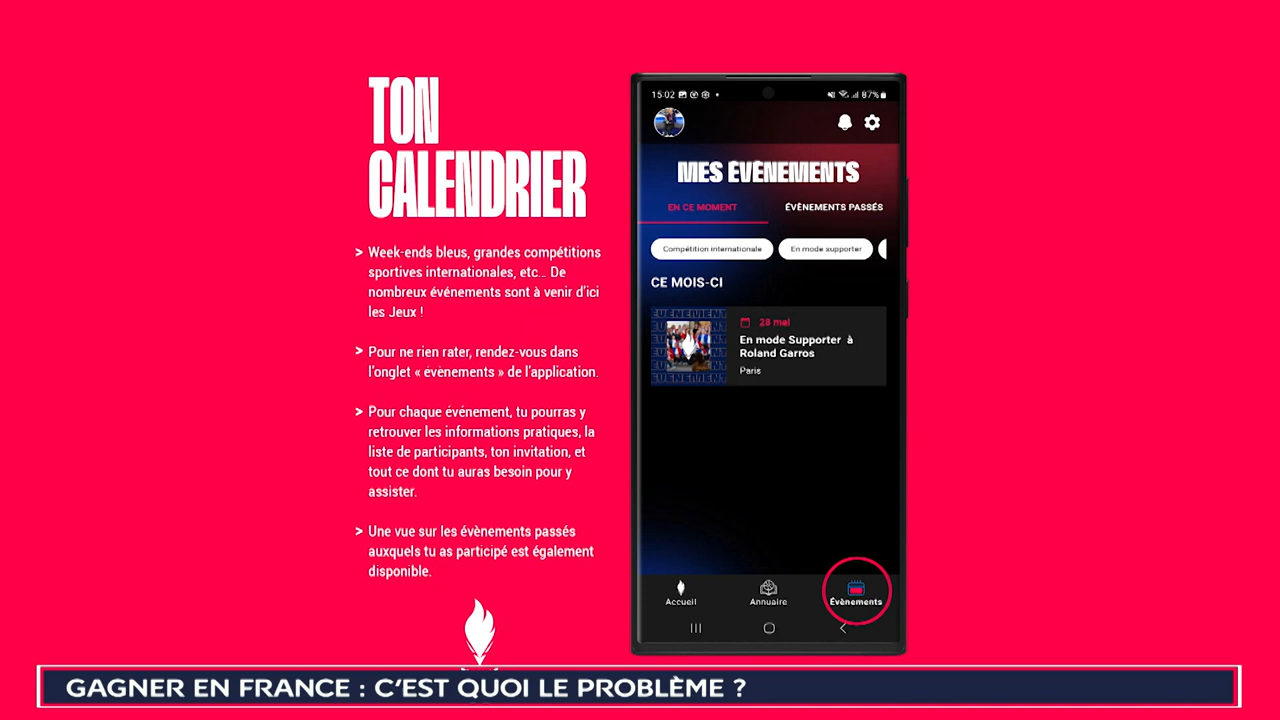 TON
CALENDRIER
> Week-ends bleus, grandes compétitions
sportives internationales, etc... De
nombreux événements sont à venir d'ici
les Jeux !
> Pour ne rien rater, rendez-vous dans
l'onglet « évènements » de l'application.
> Pour chaque événement, tu pourras y
retrouver les informations pratiques, la
liste de participants, ton invitation, et
tout ce dont tu auras besoin pour y
assister.
> Une vue sur les évènements passés
auxquels tu as participé est également
disponible.
15:02
87%
MES ÉVÈNEMENTS
EN CE MOMENT
ÉVÈNEMENTS PASSÉS
Compétition internationale
En mode supporter
CE MOIS-CI
ÉVÈNEMENT
ÉVÈNEMENT
28 mai
En mode Supporter à
Roland Garros
Paris
Accueil
Annuaire
Évènements
GAGNER EN FRANCE : C'EST QUOI LE PROBLÈME ?